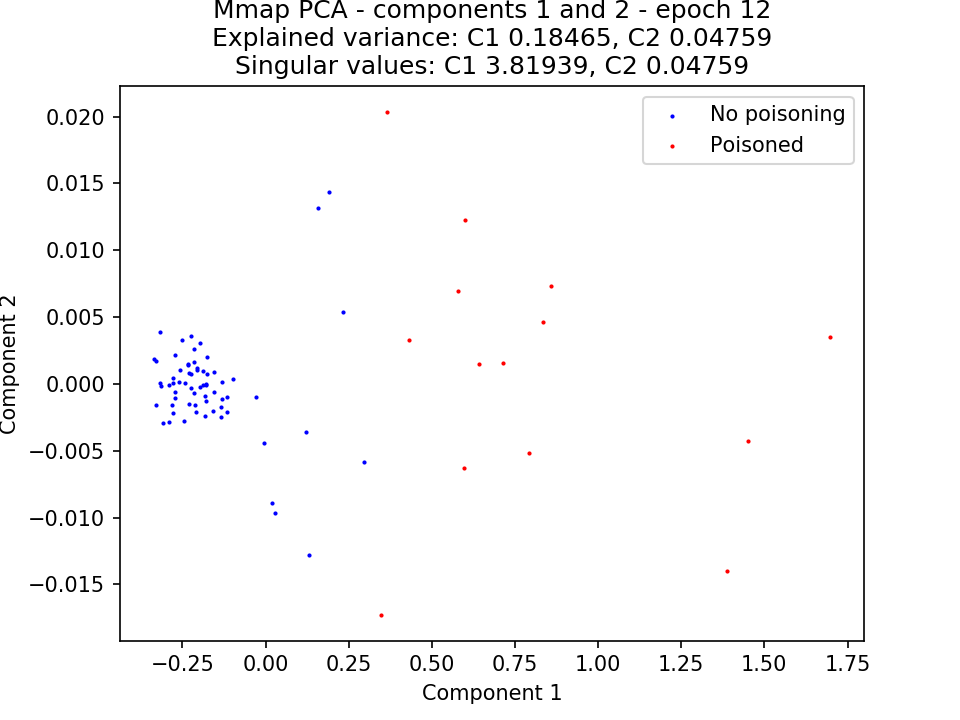 Mmap PCA - components 1 and 2 - epoch 12
Explained variance: C1 0.18465, C2 0.04759
Singular values: C1 3.81939, C2 0.04759
No poisoning
Poisoned
Component 2
0.020
0.015
0.010
0.005
0.000
−0.005
−0.010
−0.015
−0.25 0.00 0.25 0.50 0.75 1.00 1.25 1.50 1.75
Component 1